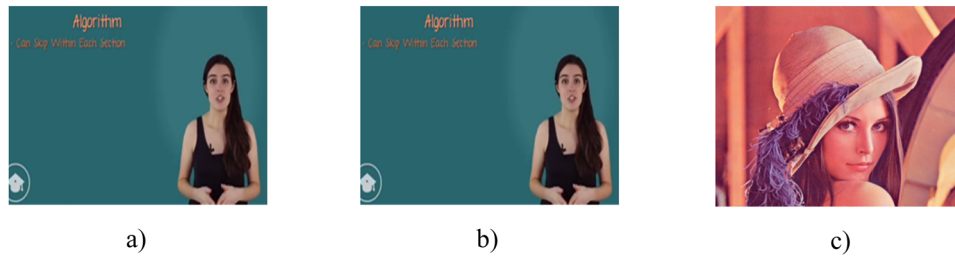 Algorithm
- Can Skip Within Each Section
Algorithm
- Can Skip Within Each Section
a)
b)
c)